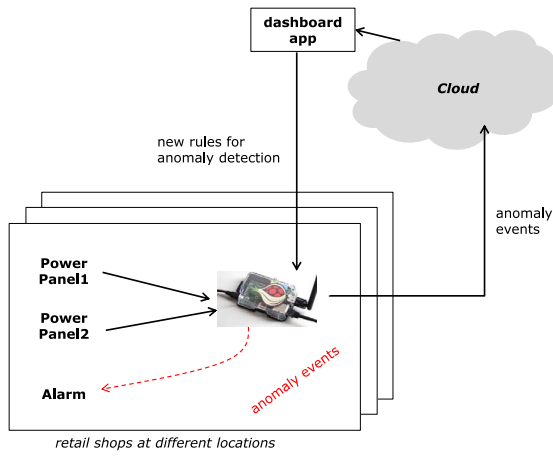 dashboard
app
Cloud
new rules for
anomaly detection
anomaly
events
Power
Panel1
Power
Panel2
anomaly events
Alarm
retail shops at different locations